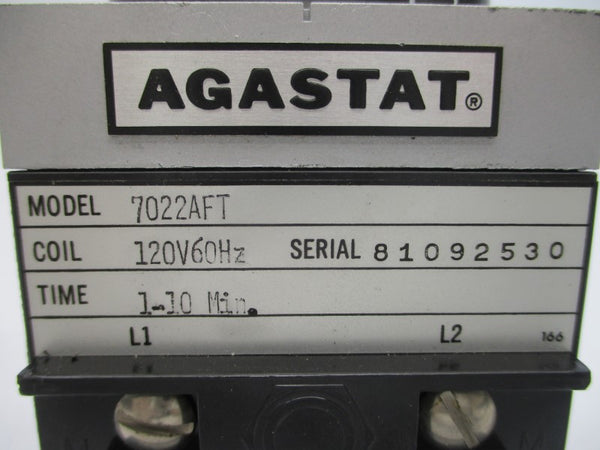 AGASTAT®
MODEL 7022AFT
COIL 120V60Hz SERIAL 81092530
TIME 1-10 Min.
L1 L2 166